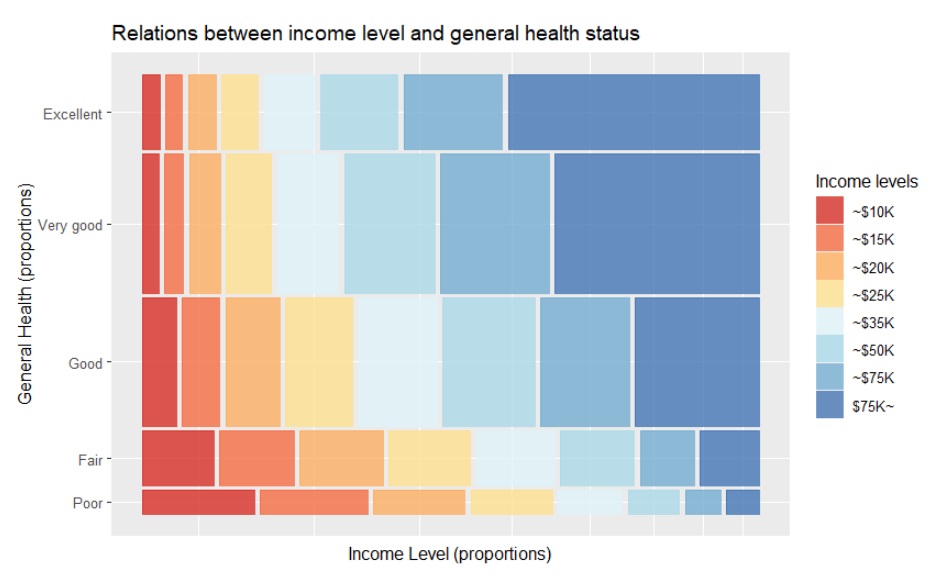 Relations between income level and general health status
General Health (proportions)
Excellent
Very good
Good
Fair
Poor
Income Level (proportions)
Income levels
~$10K
~$15K
~$20K
~$25K
~$35K
~$50K
~$75K
$75K~